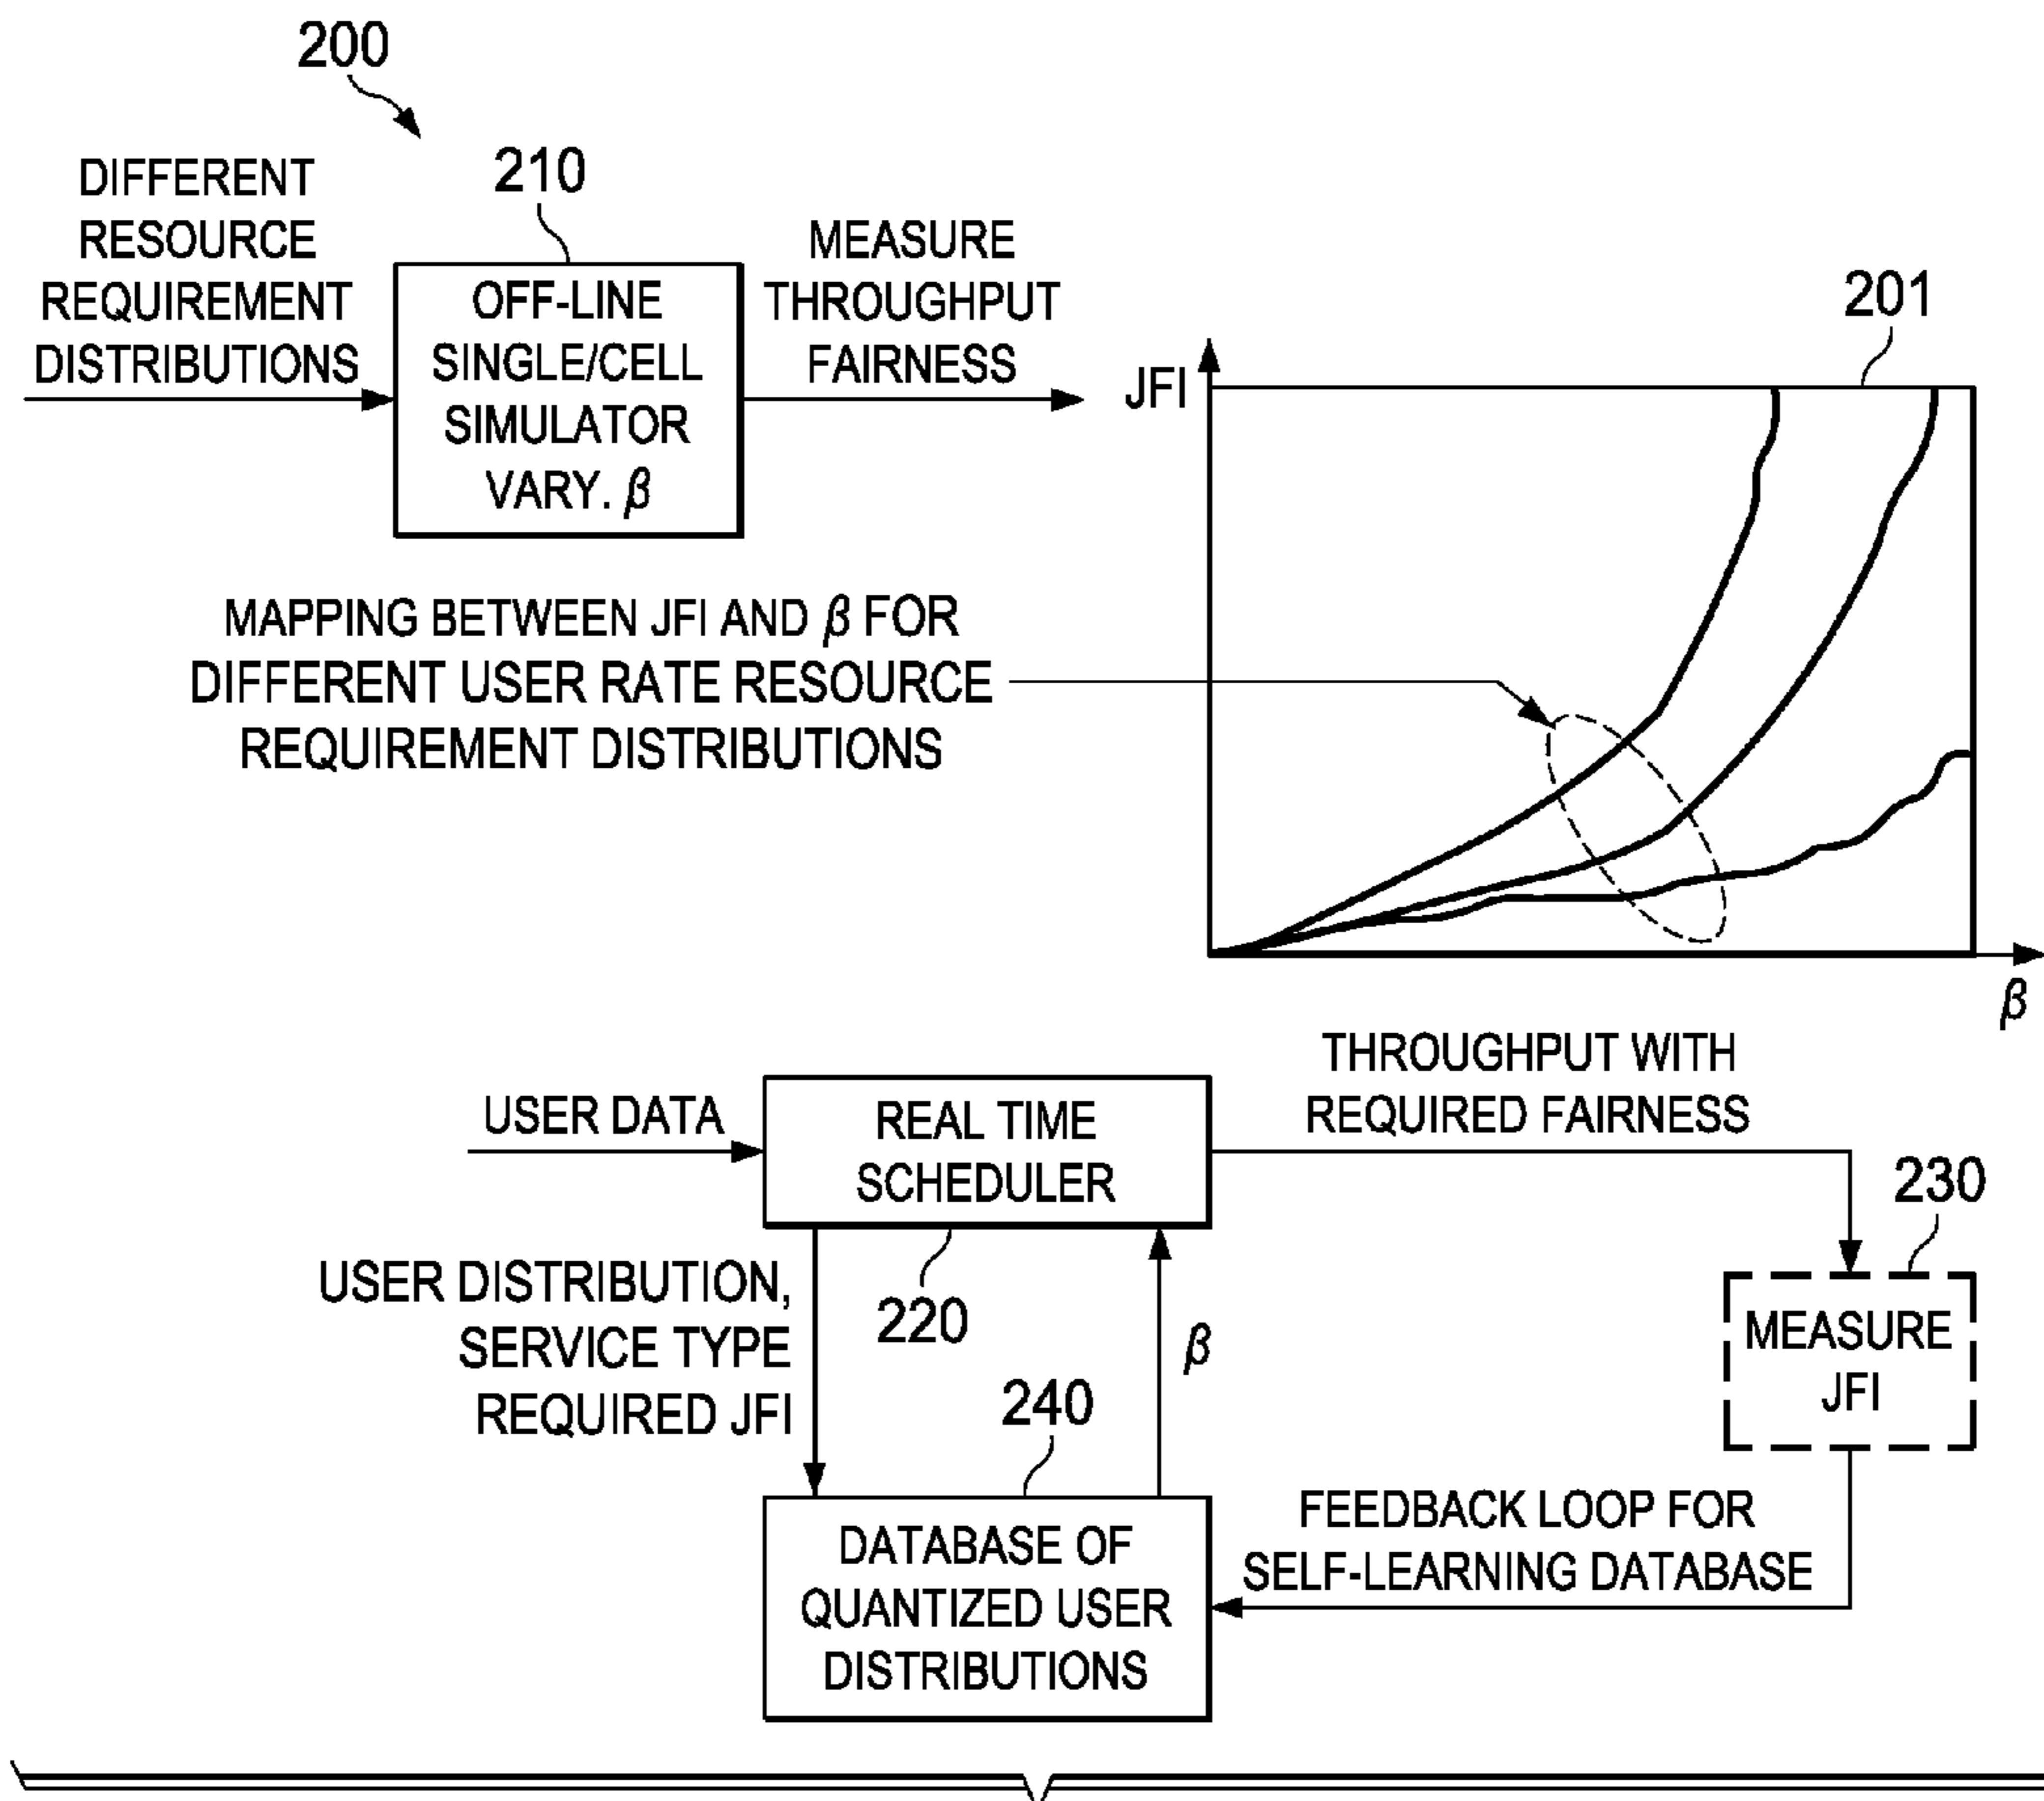 200
DIFFERENT
RESOURCE
REQUIREMENT
DISTRIBUTIONS
210
OFF-LINE
SINGLE/CELL
SIMULATOR
VARY. β
MEASURE
THROUGHPUT
FAIRNESS
201
JFI
β
MAPPING BETWEEN JFI AND β FOR
DIFFERENT USER RATE RESOURCE
REQUIREMENT DISTRIBUTIONS
USER DATA
REAL TIME
SCHEDULER
220
THROUGHPUT WITH
REQUIRED FAIRNESS
230
MEASURE
JFI
USER DISTRIBUTION,
SERVICE TYPE
REQUIRED JFI
β
240
DATABASE OF
QUANTIZED USER
DISTRIBUTIONS
FEEDBACK LOOP FOR
SELF-LEARNING DATABASE